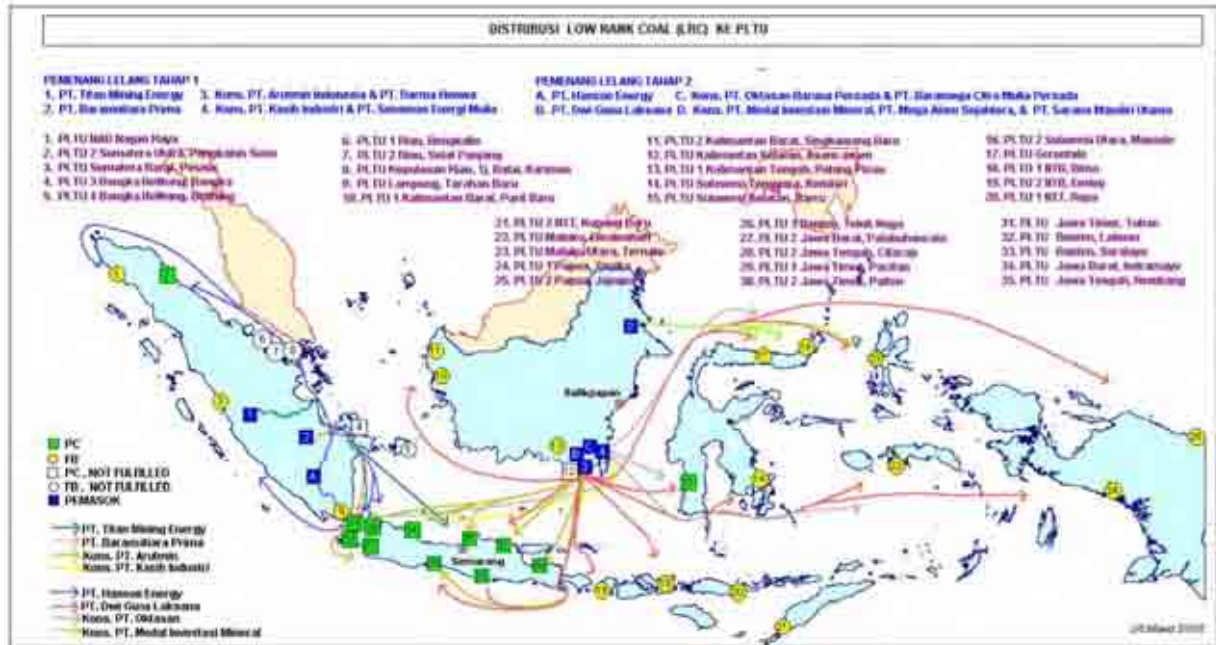 DISTRIBUSI LOW RANK COAL (LRC) KE PLTU
PEMENANG LELANG TAHAP 1
1. PT. Titan Mining Energy 3. Kons. PT. Arutmin Indonesia & PT. Darma Henwa
2. PT. Baramutiara Prima 4. Kons. PT. Kasih Industri & PT. Senamas Energi Mulia
PEMENANG LELANG TAHAP 2
A. PT. Hanson Energy C. Kons. PT. Oktasan Baruna Persada & PT. Baramega Citra Mulia Persada
B. PT. Dwi Guna Laksana D. Kons. PT. Modal Investasi Mineral, PT. Mega Alam Sejahtera, & PT. Sarana Mandiri Utama
1. PLTU NAD Nagan Raya
2. PLTU 2 Sumatera Utara, Pangkalan Susu
3. PLTU Sumatera Barat, Pesisir
4. PLTU 3 Bangka Belitung, Bangka
5. PLTU 4 Bangka Belitung, Belitung
6. PLTU 1 Riau, Bengkalis
7. PLTU 2 Riau, Selat Panjang
8. PLTU Kepulauan Riau, Tj. Balai, Karimun
9. PLTU Lampung, Tarahan Baru
10. PLTU 1 Kalimantan Barat, Parit Baru
11. PLTU 2 Kalimantan Barat, Singkawang Baru
12. PLTU Kalimantan Selatan, Asam Asam
13. PLTU 1 Kalimantan Tengah, Pulang Pisau
14. PLTU Sulawesi Tenggara, Kendari
15. PLTU Sulawesi Selatan, Barru
16. PLTU 2 Sulawesi Utara, Manado
17. PLTU Gorontalo
18. PLTU 1 NTB, Bima
19. PLTU 2 NTB, Lombok
20. PLTU 1 NTT, Ropa
21. PLTU 2 NTT, Kupang Baru
22. PLTU Maluku,
23. PLTU Maluku Utara, Ternate
24. PLTU 1 Papua, Timika
25. PLTU 2 Papua, Jayapura
26. PLTU 3 Banten, Teluk Naga
27. PLTU 2 Jawa Barat, Palabuhanratu
28. PLTU 2 Jawa Tengah, Cilacap
29. PLTU 1 Jawa Timur, Pacitan
30. PLTU 2 Jawa Timur, Paiton
31. PLTU Jawa Timur, Tuban
32. PLTU Banten, Labuan
33. PLTU Banten, Suralaya
34. PLTU Jawa Barat, Indramayu
35. PLTU Jawa Tengah, Rembang
Balikpapan
Semarang
PC
FB
PC, NOT FULFILLED
FB, NOT FULFILLED
PEMASOK
PT. Titan Mining Energy
PT. Baramutiara Prima
Kons. PT. Arutmin
Kons. PT. Kasih Industri
PT. Hanson Energy
PT. Dwi Guna Laksana
Kons. PT. Oktasan
Kons. PT. Modal Investasi Mineral